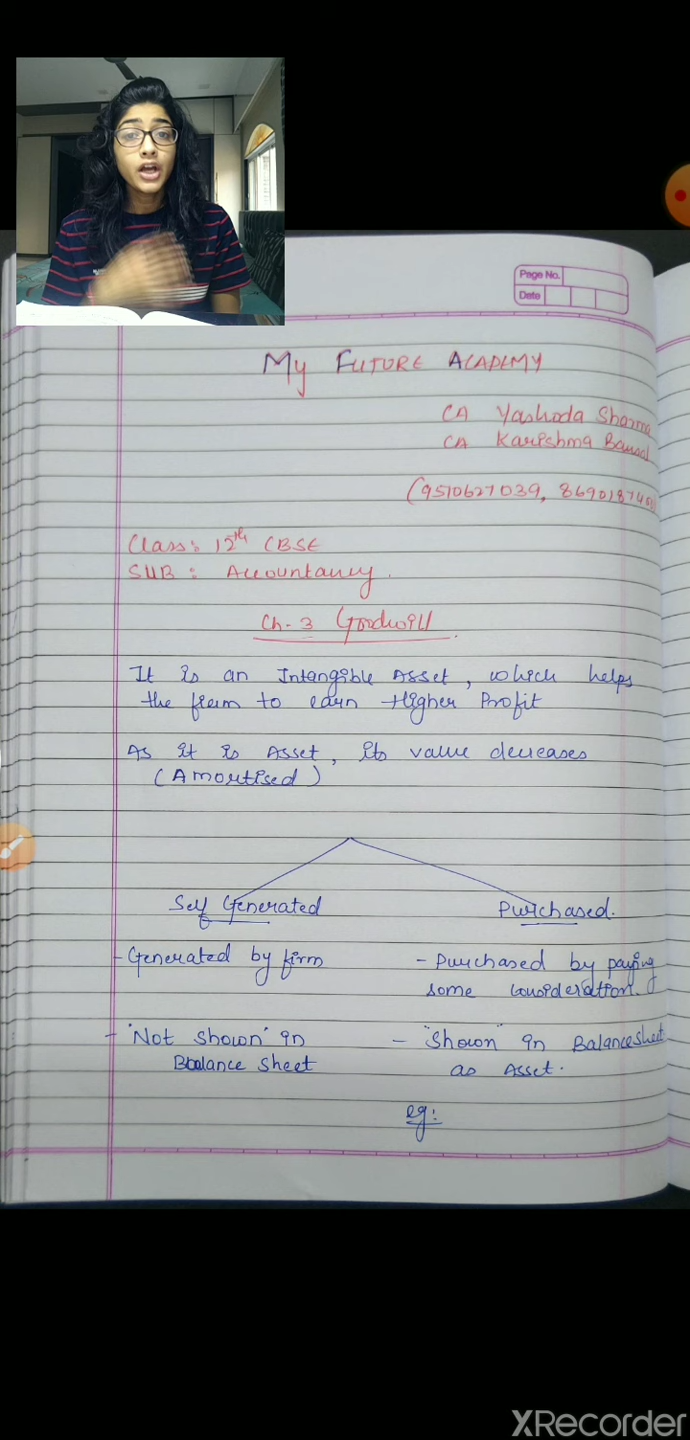 Page No.
Date
My FUTURE ACADEMY
CA Yashoda Sharma
CA Karishma Bansal
(9510627039,
Class: 12th CBSE
SUB : Accountancy.
Ch-3 Goodwill
It is an Intangible Asset, which helps
the firm to earn Higher Profit
As it is Asset, its value decreases
(Amortised)
Self Generated
Purchased.
- Generated by firm
- Purchased by paying
some consideration.
- "Not Shown" in
Balance Sheet
- "Shown" in Balancesheet
as Asset.
eg:
XRecorder